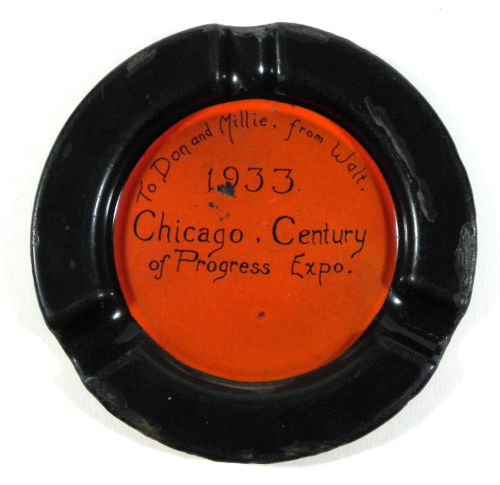 To Don and Millie, from Walt.
1933.
Chicago. Century
of Progress Expo.